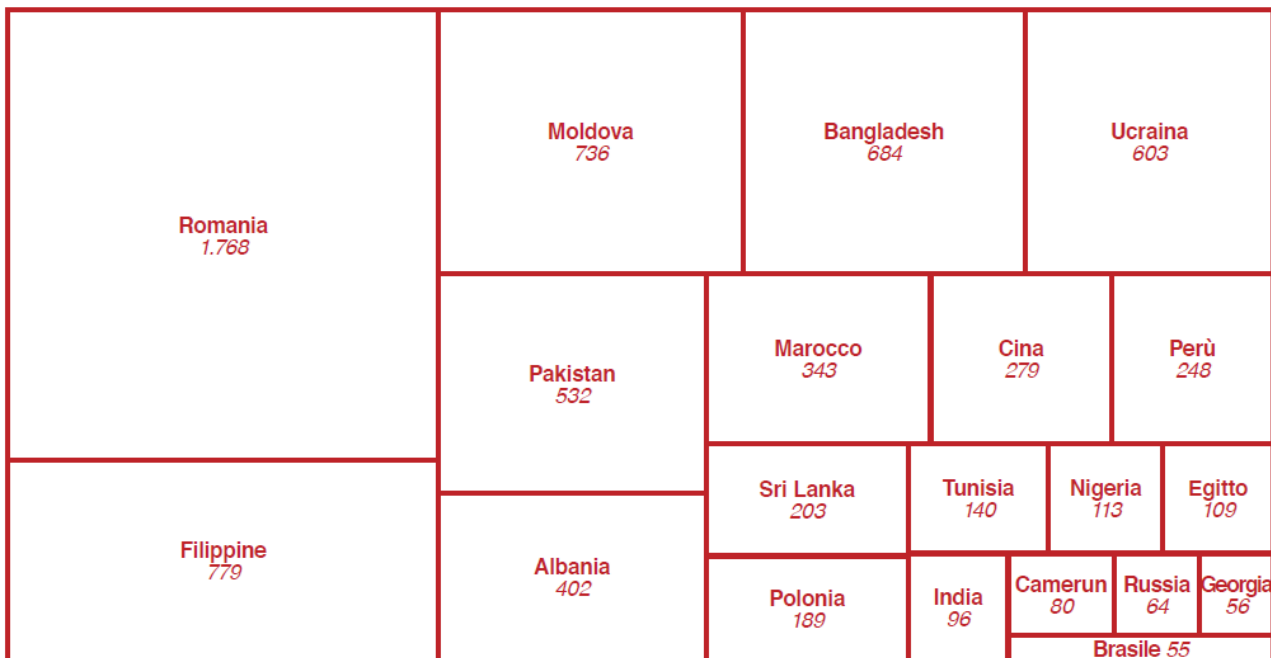 Romania
1.768
Filippine
779
Moldova
736
Bangladesh
684
Ucraina
603
Pakistan
532
Albania
402
Marocco
343
Cina
279
Perù
248
Sri Lanka
203
Tunisia
140
Nigeria
113
Egitto
109
Polonia
189
India
96
Camerun
80
Russia
64
Georgia
56
Brasile 55